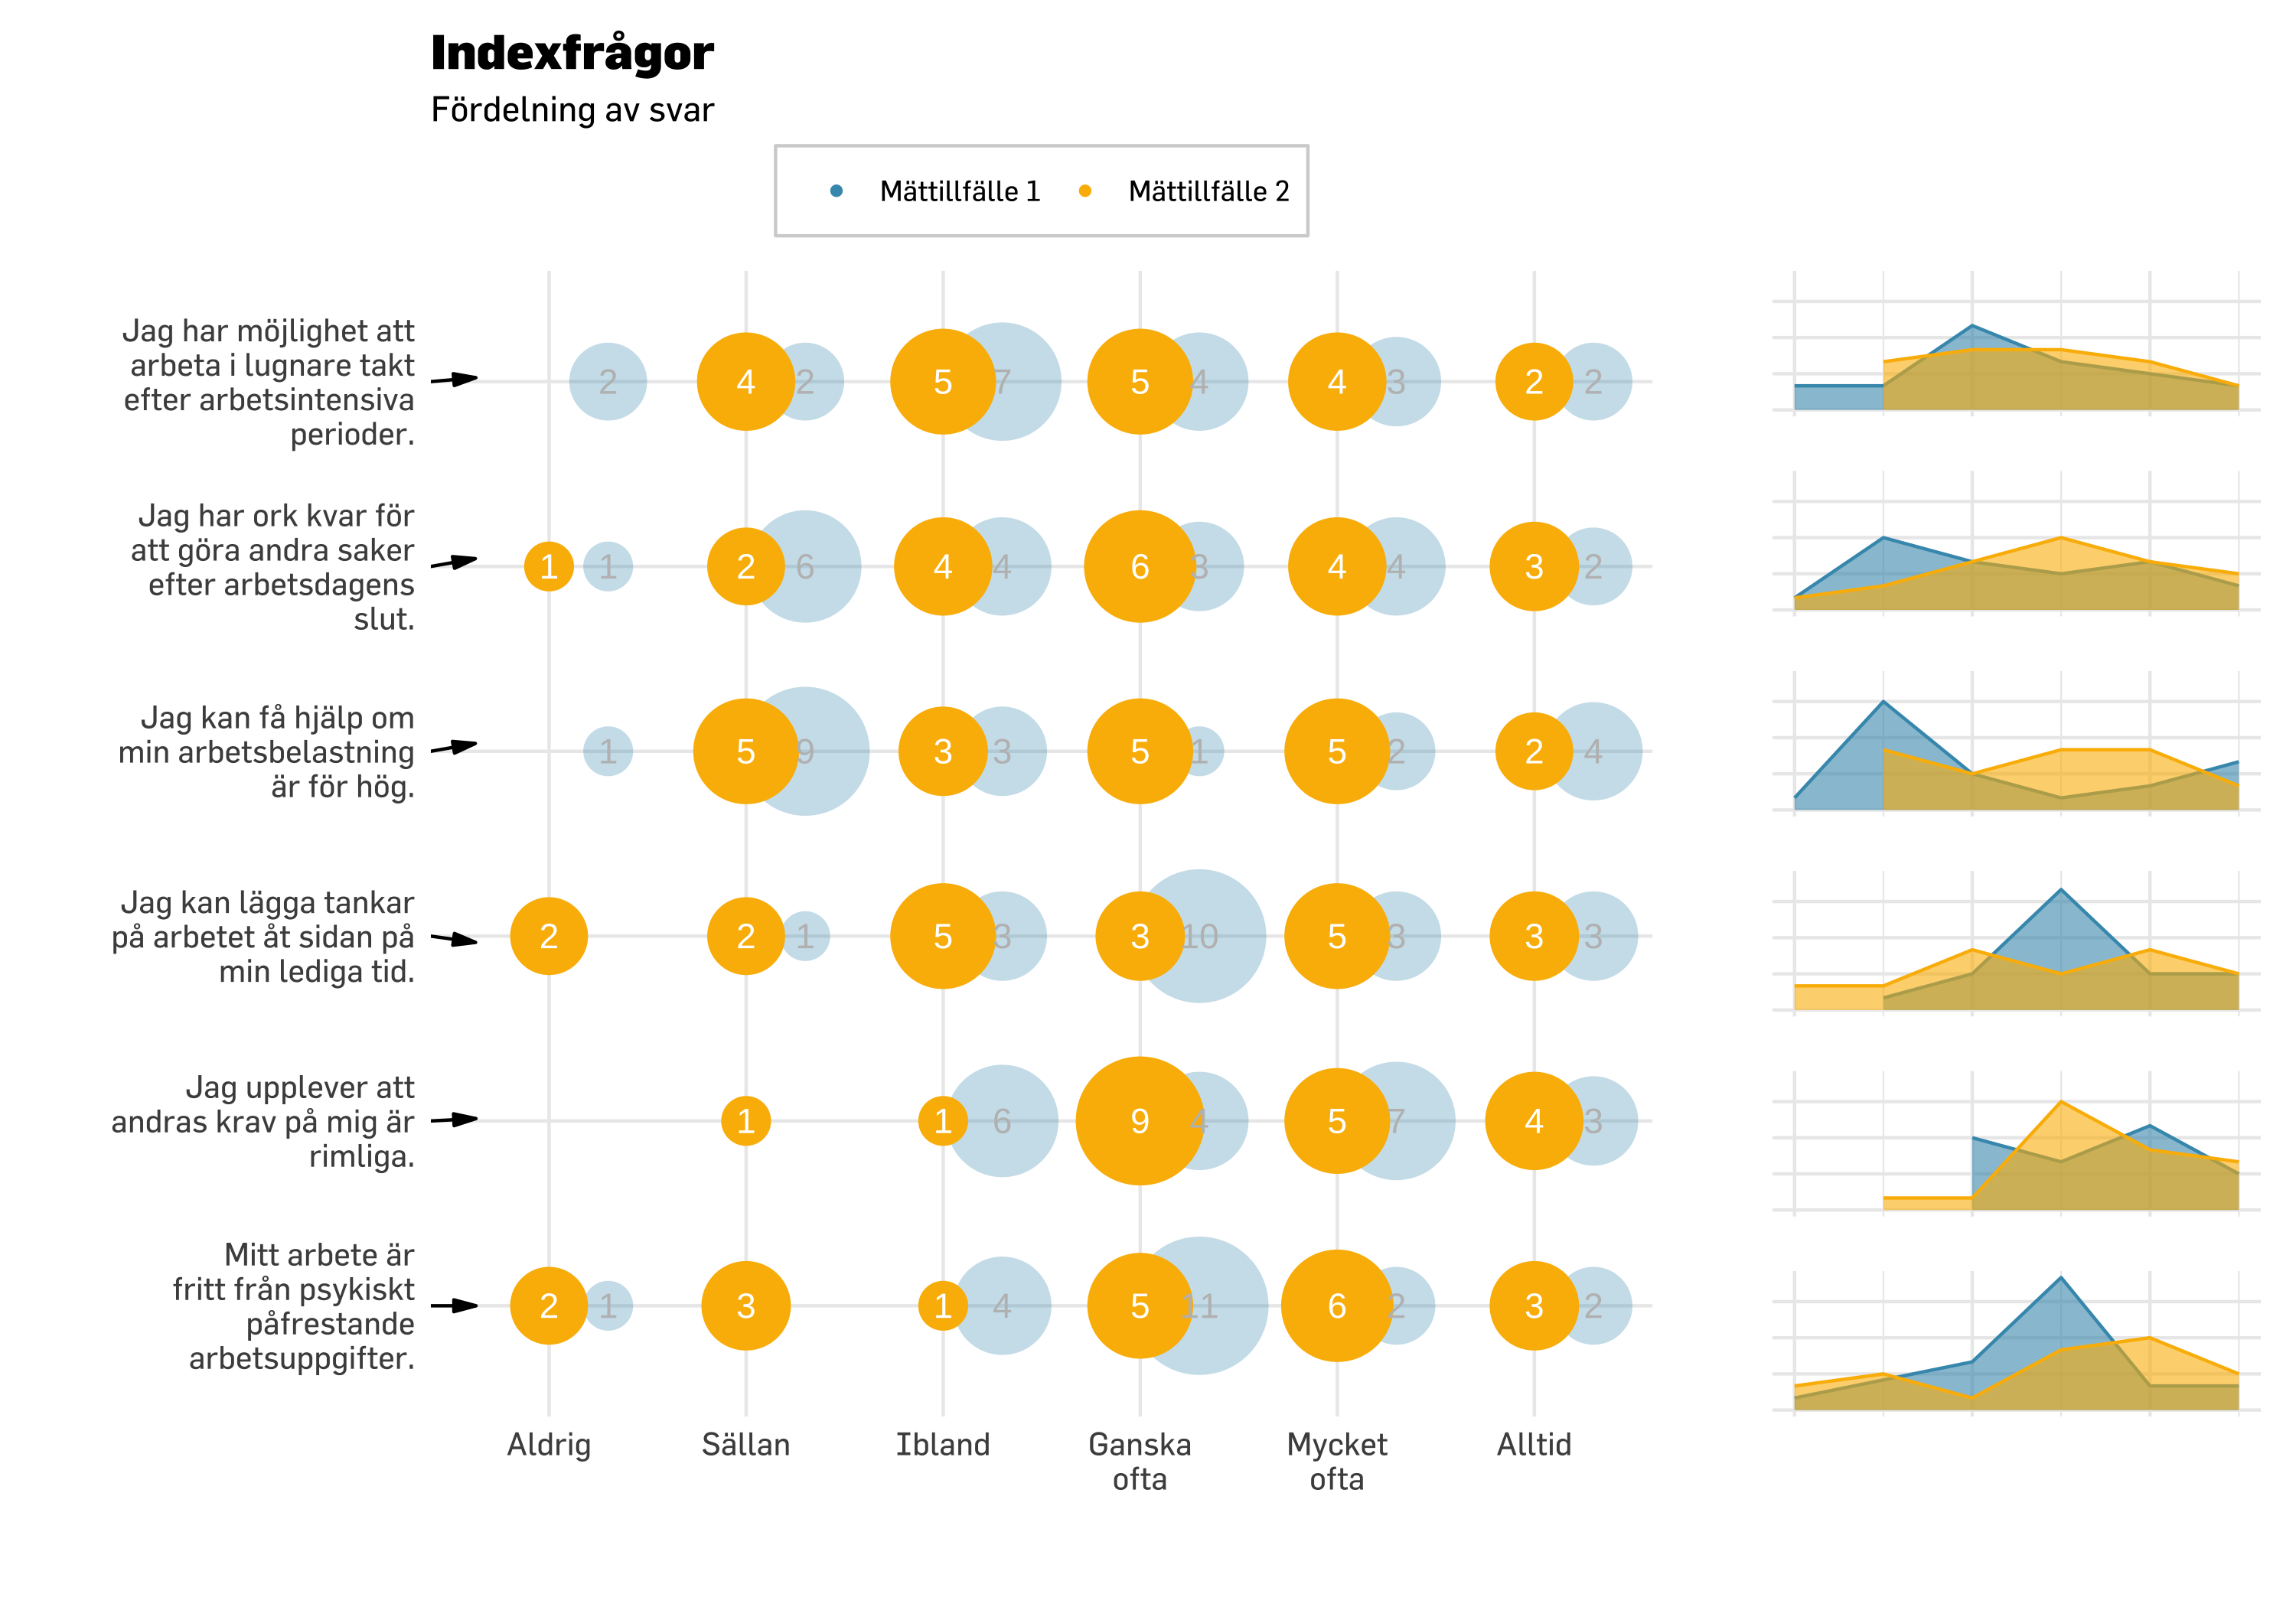 Indexfrågor
Fördelning av svar
Mättillfälle 1
Mättillfälle 2
Jag har möjlighet att
arbeta i lugnare takt
efter arbetsintensiva
perioder.
2
4 2
5 7
5 4
4 3
2 2
Jag har ork kvar för
att göra andra saker
efter arbetsdagens
slut.
1 1
2 6
4 4
6 3
4 4
3 2
Jag kan få hjälp om
min arbetsbelastning
är för hög.
1
5 9
3 3
5 1
5 2
2 4
Jag kan lägga tankar
på arbetet åt sidan på
min lediga tid.
2
2 1
5 3
3 10
5 3
3 3
Jag upplever att
andras krav på mig är
rimliga.
1
1 6
9 4
5 7
4 3
Mitt arbete är
fritt från psykiskt
påfrestande
arbetsuppgifter.
2 1
3
1 4
5 11
6 2
3 2
Aldrig
Sällan
Ibland
Ganska
ofta
Mycket
ofta
Alltid